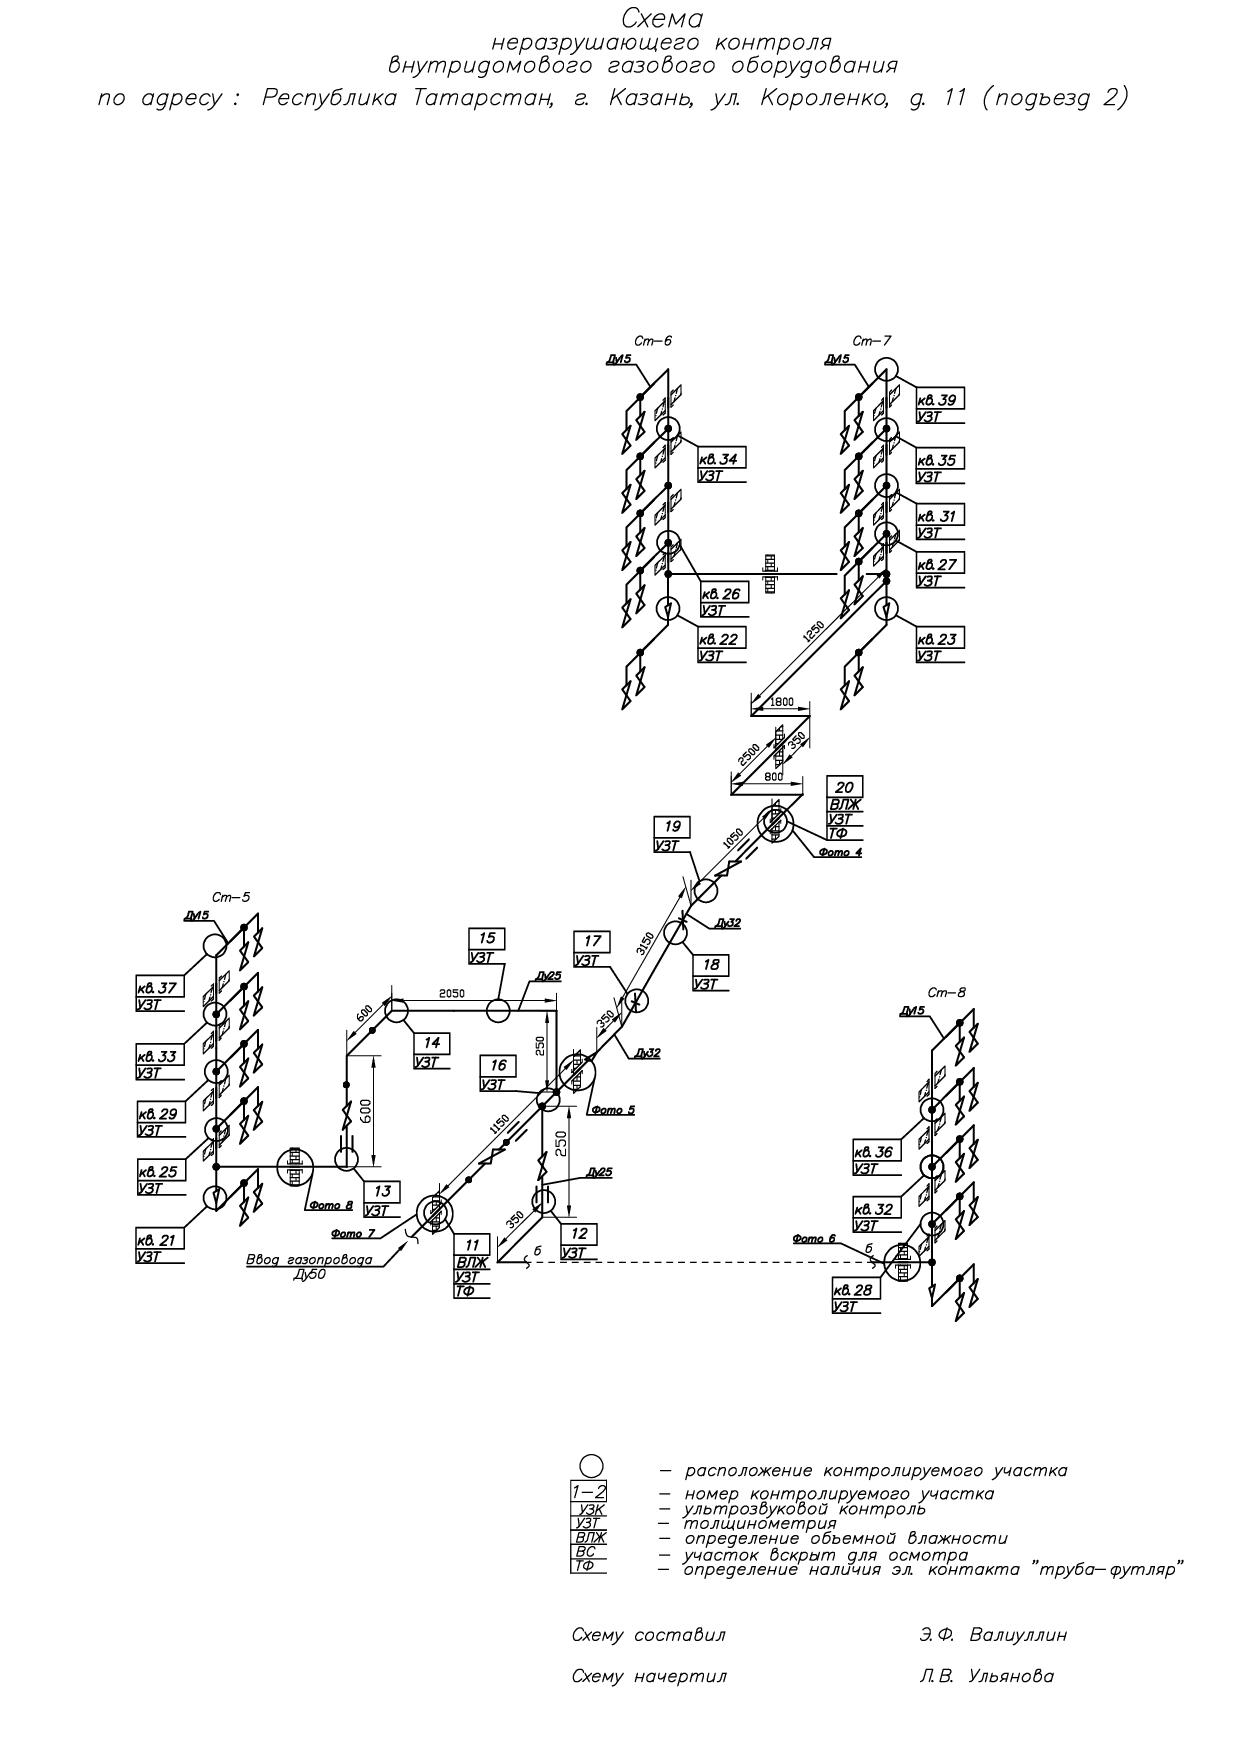 Схема
неразрушающего контроля
внутридомового газового оборудования
по адресу : Республика Татарстан, г. Казань, ул. Короленко, д. 11 (подъезд 2)
Ст-6
Ст-7
Ду15
Ду15
кв.39
УЗТ
кв.34
УЗТ
кв.35
УЗТ
кв.31
УЗТ
кв.27
УЗТ
кв.26
УЗТ
кв.22
УЗТ
кв.23
УЗТ
1250
1800
350
2500
800
20
ВЛЖ
УЗТ
ТФ
Фото 4
19
УЗТ
1050
Ст-5
Ду15
Ду32
3150
15
УЗТ
17
УЗТ
18
УЗТ
кв.37
УЗТ
Ду25
2050
600
350
Ст-8
Ду15
14
УЗТ
250
Ду32
кв.33
УЗТ
16
УЗТ
600
Фото 5
1150
250
кв.29
УЗТ
кв.25
УЗТ
кв.36
УЗТ
Ду25
13
УЗТ
Фото 8
кв.32
УЗТ
350
12
УЗТ
Фото 7
Фото 6
кв.21
УЗТ
11
ВЛЖ
УЗТ
ТФ
б
б
Ввод газопровода
Ду50
кв.28
УЗТ
– расположение контролируемого участка
1-2 – номер контролируемого участка
УЗК – ультрозвуковой контроль
УЗТ – толщинометрия
ВЛЖ – определение объемной влажности
ВС – участок вскрыт для осмотра
ТФ – определение наличия эл. контакта "труба-футляр"
Схему составил Э.Ф. Валиуллин
Схему начертил Л.В. Ульянова